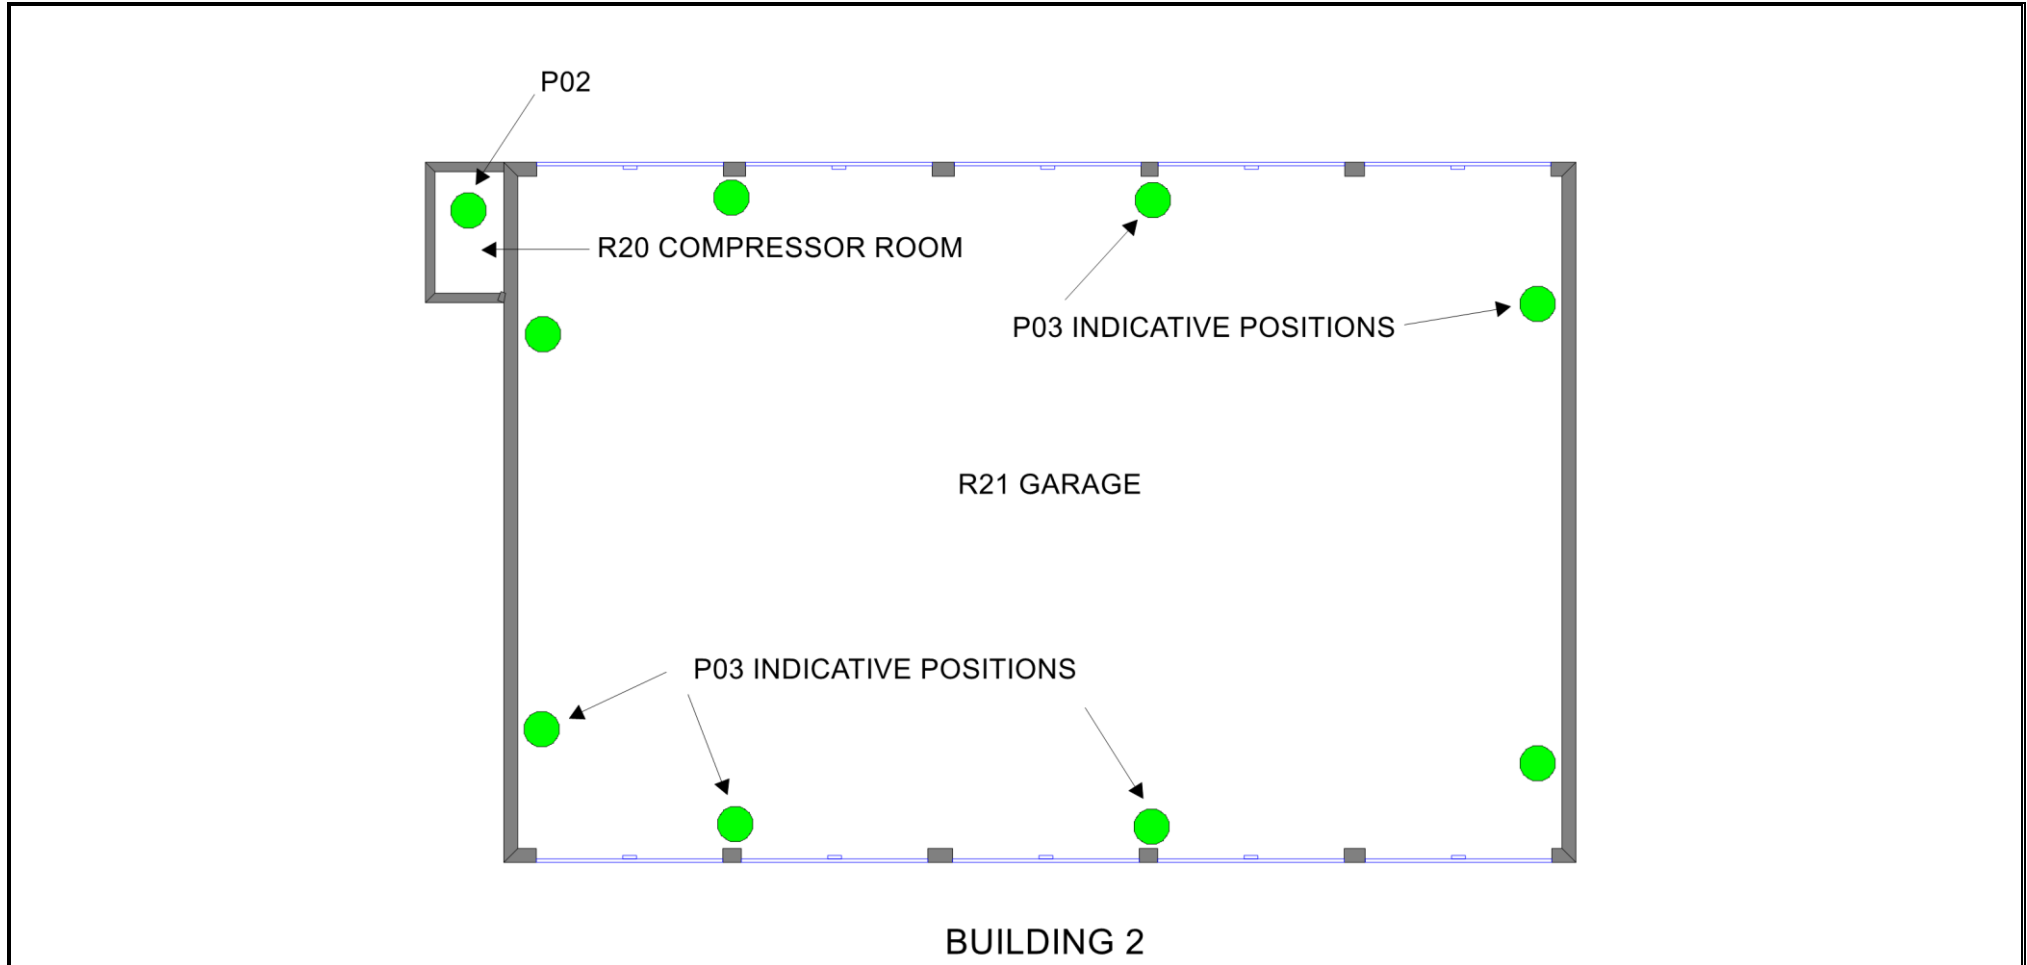 P02
R20 COMPRESSOR ROOM
P03 INDICATIVE POSITIONS
R21 GARAGE
P03 INDICATIVE POSITIONS
BUILDING 2